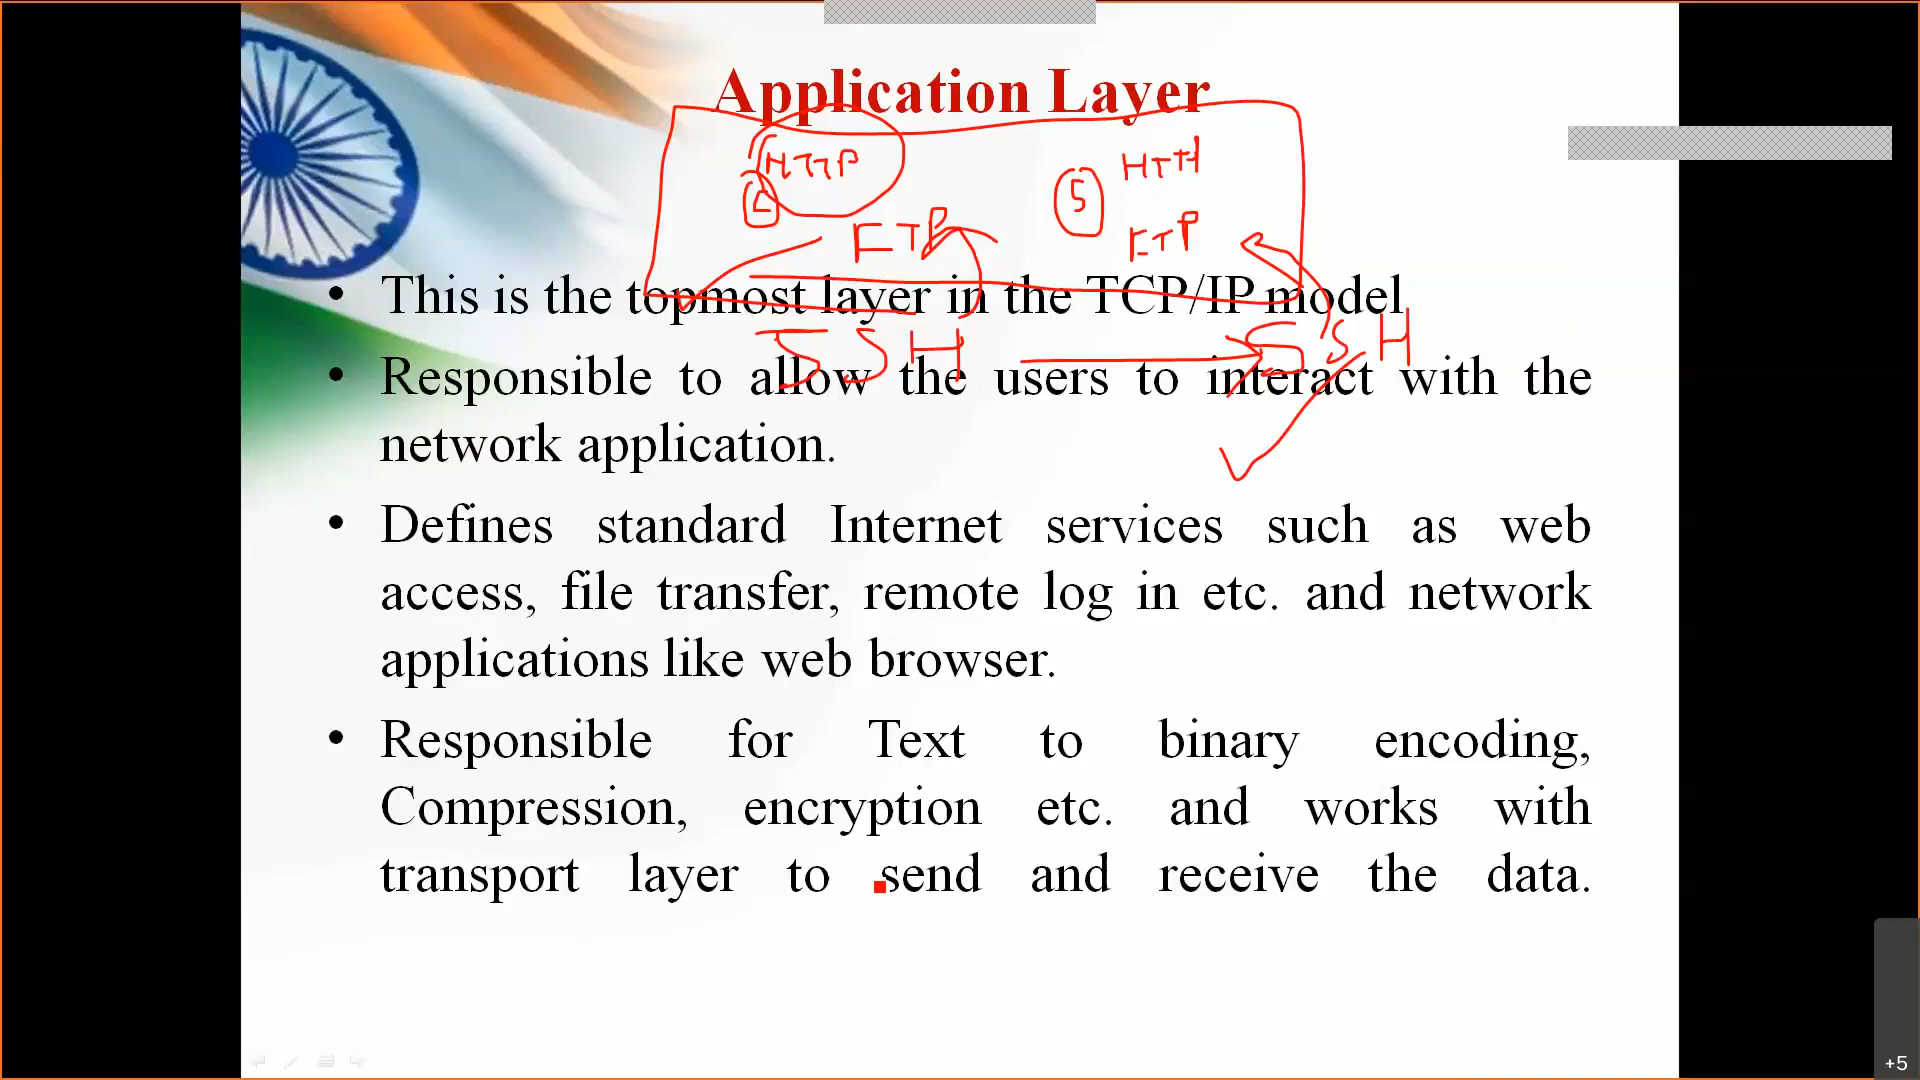 Application Layer
HTTP
HTH
5
FTP
FTP
• This is the topmost layer in the TCP/IP model
SSH
SSH
• Responsible to allow the users to interact with the
network application.
• Defines standard Internet services such as web
access, file transfer, remote log in etc. and network
applications like web browser.
• Responsible for Text to binary encoding,
Compression, encryption etc. and works with
transport layer to send and receive the data.
+5